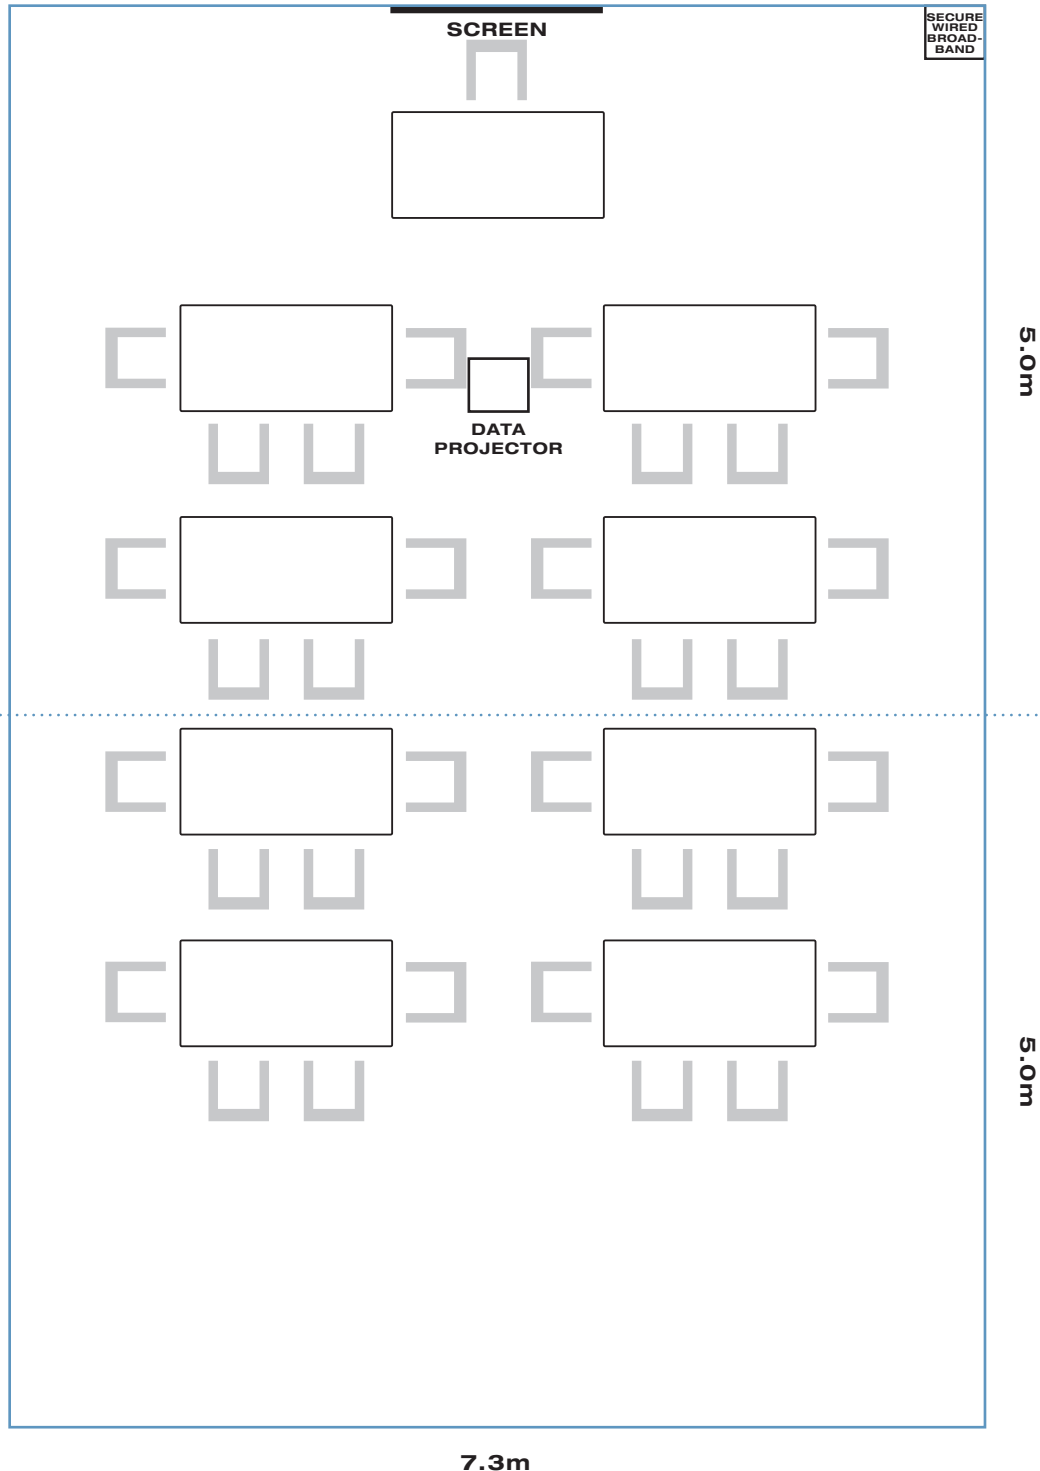 SCREEN
SECURE
WIRED
BROAD-
BAND
5.0m
DATA
PROJECTOR
5.0m
7.3m